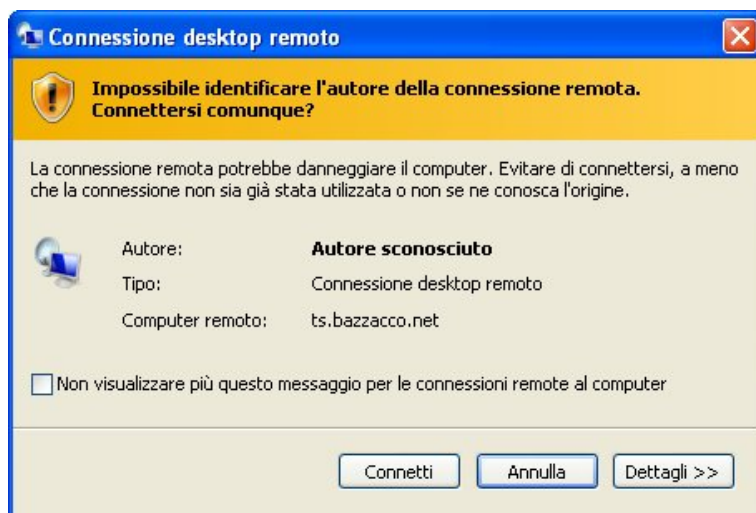 Connessione desktop remoto
Impossibile identificare l'autore della connessione remota.
Connettersi comunque?
La connessione remota potrebbe danneggiare il computer. Evitare di connettersi, a meno
che la connessione non sia già stata utilizzata o non se ne conosca l'origine.
Autore: Autore sconosciuto
Tipo: Connessione desktop remoto
Computer remoto: ts.bazzacco.net
Non visualizzare più questo messaggio per le connessioni remote al computer
Connetti Annulla Dettagli >>